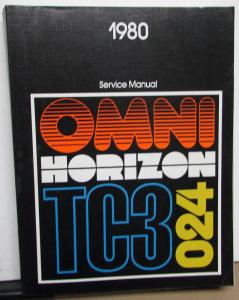 1980
Service Manual
OMNI
HORIZON
TC3
024